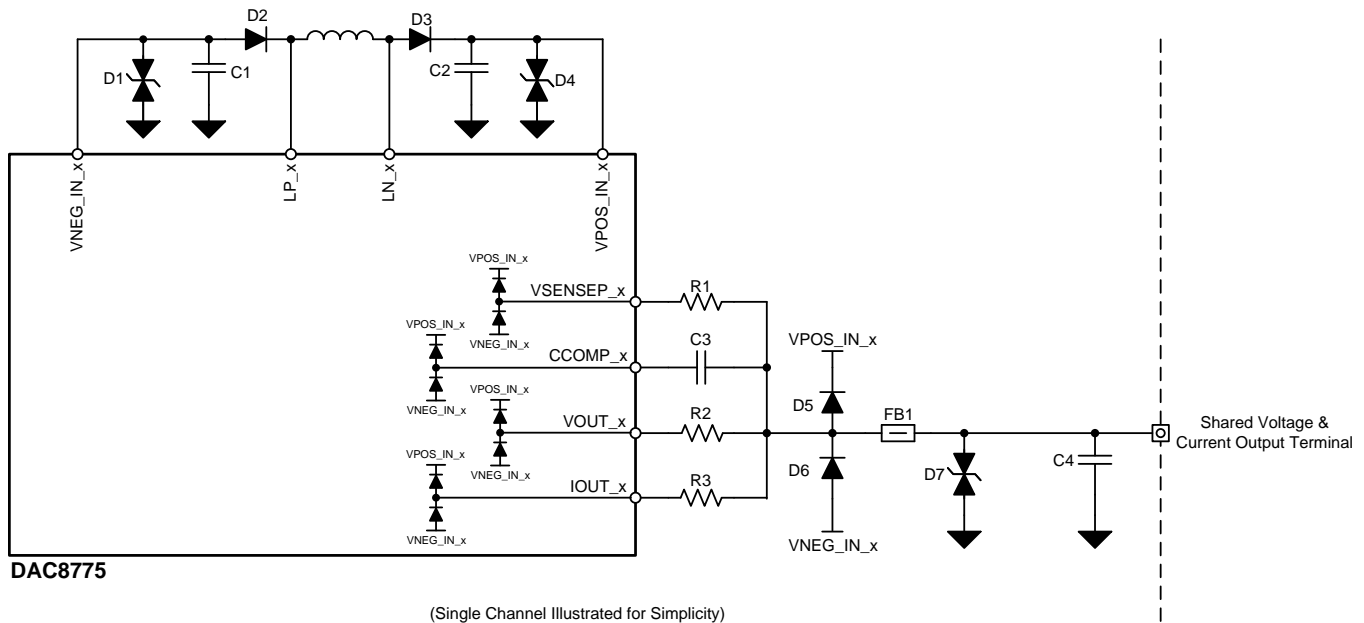 D2
D3
D1
C1
C2
D4
VNEG_IN_x
LP_x
LN_x
VPOS_IN_x
VPOS_IN_x
VSENSEP_x
R1
VNEG_IN_x
VPOS_IN_x
CCOMP_x
C3
VNEG_IN_x
VPOS_IN_x
VOUT_x
R2
VNEG_IN_x
VPOS_IN_x
IOUT_x
R3
VNEG_IN_x
VPOS_IN_x
D5
FB1
D6
VNEG_IN_x
D7
C4
Shared Voltage &
Current Output Terminal
DAC8775
(Single Channel Illustrated for Simplicity)